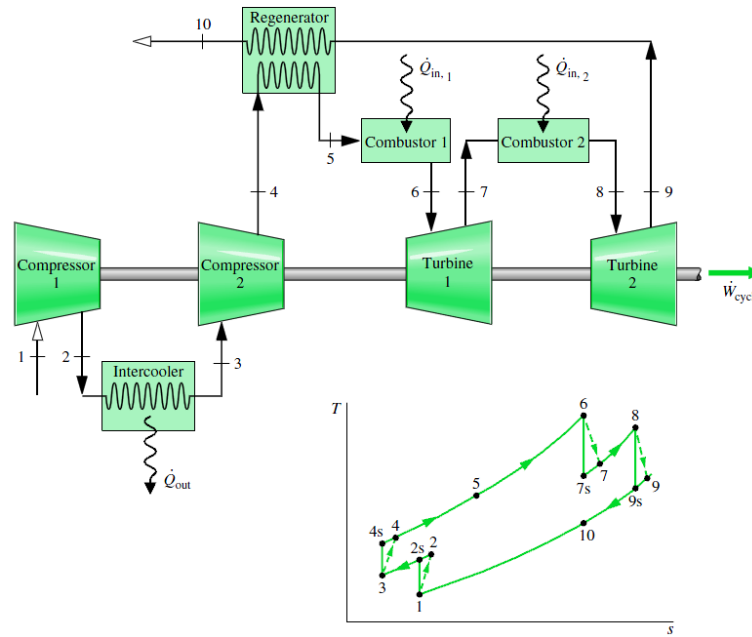 10
Regenerator
Q̇in, 1
Q̇in, 2
5
Combustor 1
Combustor 2
4
6
7
8
9
Compressor
1
Compressor
2
Turbine
1
Turbine
2
Ẇcyc
1
2
3
Intercooler
Q̇out
T
6
8
7
7s
9
9s
5
10
4s
4
2s
2
3
1
s